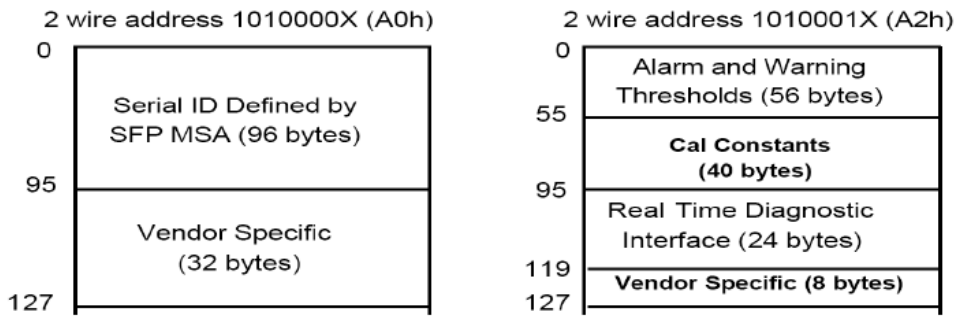 2 wire address 1010000X (A0h)
0
Serial ID Defined by
SFP MSA (96 bytes)
95
Vendor Specific
(32 bytes)
127
2 wire address 1010001X (A2h)
0
Alarm and Warning
Thresholds (56 bytes)
55
Cal Constants
(40 bytes)
95
Real Time Diagnostic
Interface (24 bytes)
119
Vendor Specific (8 bytes)
127